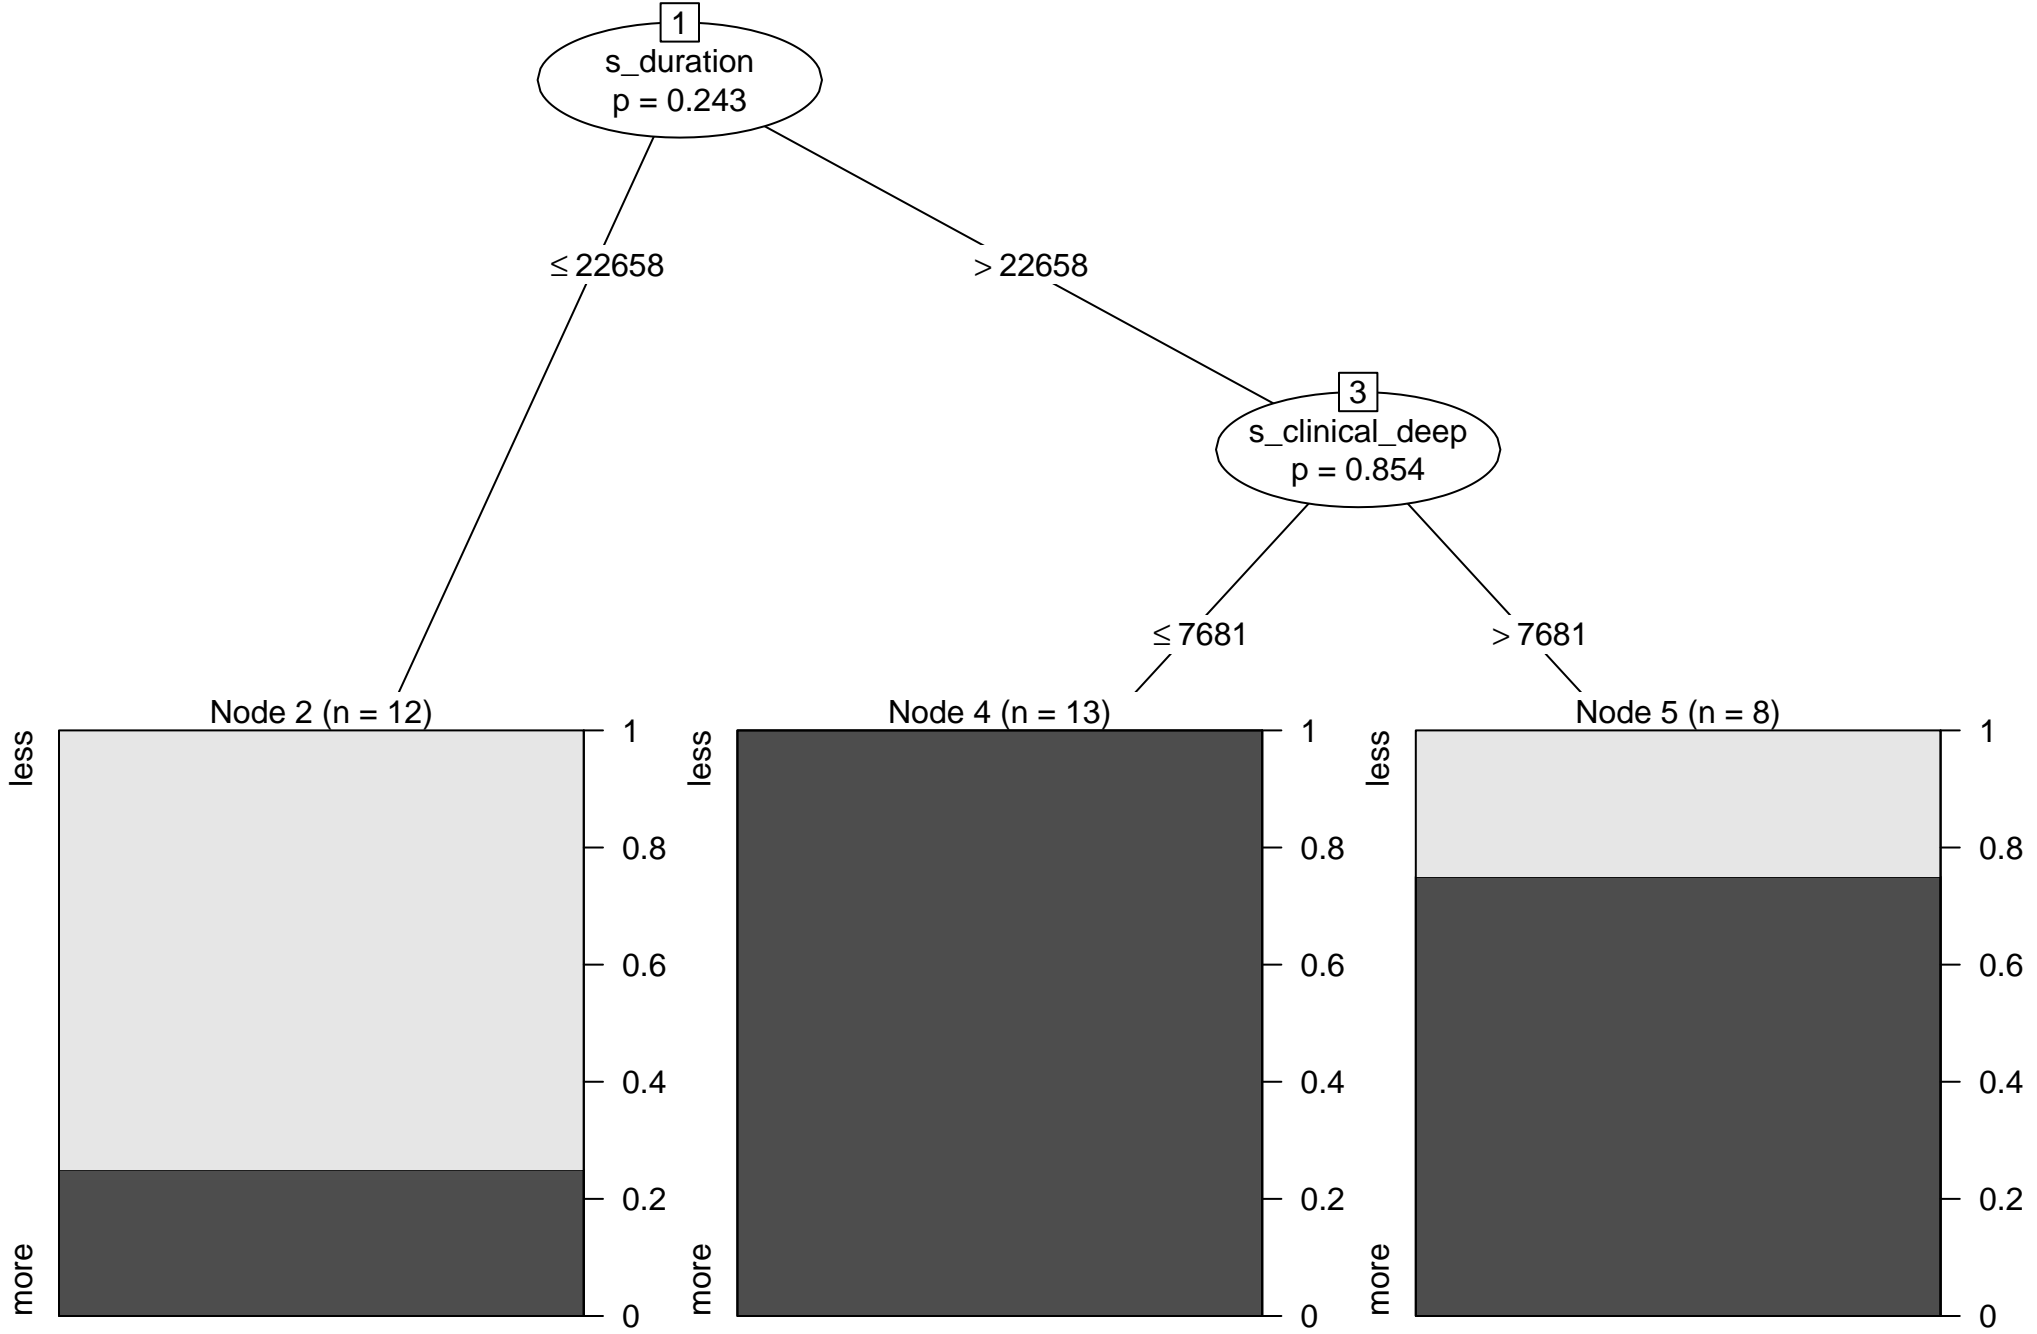 1
s_duration
p = 0.243
≤ 22658
> 22658
3
s_clinical_deep
p = 0.854
≤ 7681
> 7681
Node 2 (n = 12)
less
more
1
0.8
0.6
0.4
0.2
0
Node 4 (n = 13)
less
more
1
0.8
0.6
0.4
0.2
0
Node 5 (n = 8)
less
more
1
0.8
0.6
0.4
0.2
0